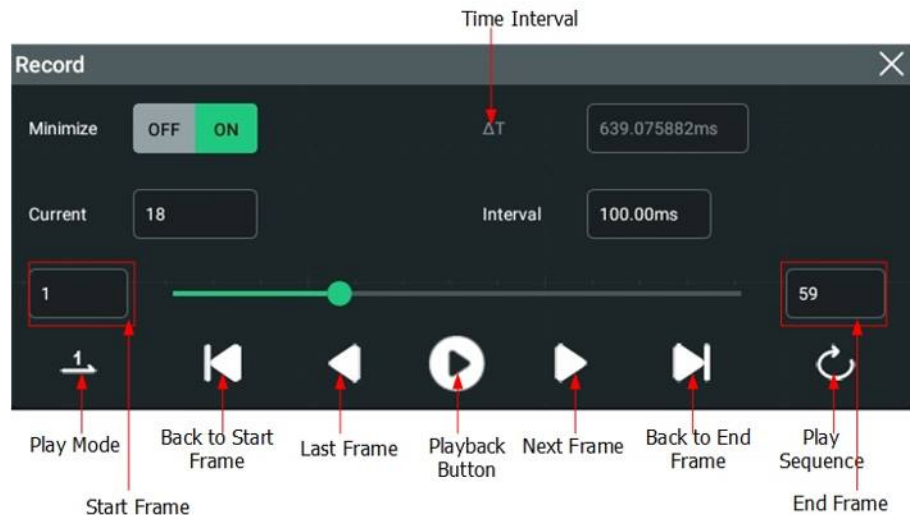 Time Interval
Record
Minimize
OFF
ON
ΔT
639.075882ms
Current
18
Interval
100.00ms
1
59
1
Play Mode
Back to Start
Frame
Last Frame
Playback
Button
Next Frame
Back to End
Frame
Play
Sequence
Start Frame
End Frame